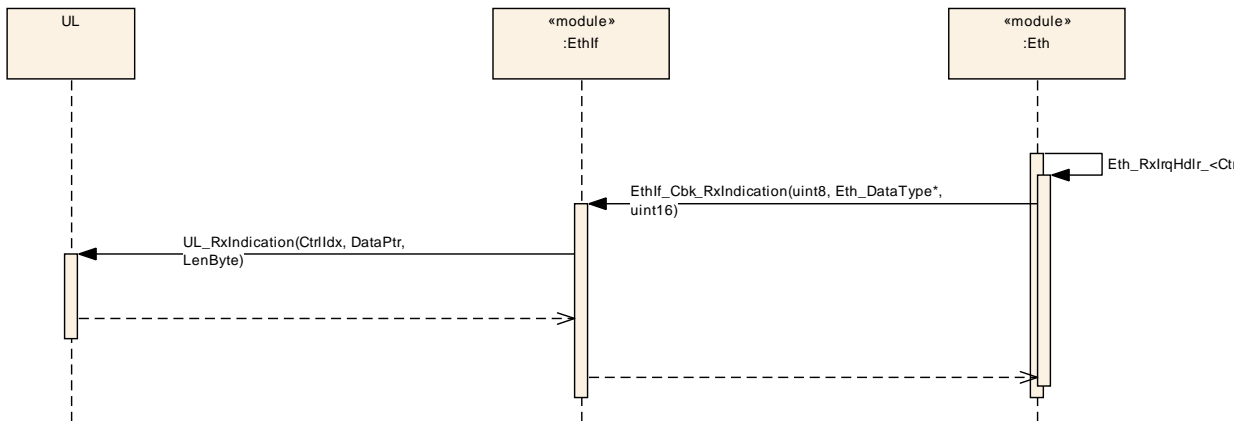 UL
«module»
:EthIf
«module»
:Eth
Eth_RxIrqHdlr_<Ctr
EthIf_Cbk_RxIndication(uint8, Eth_DataType*,
uint16)
UL_RxIndication(CtrlIdx, DataPtr,
LenByte)